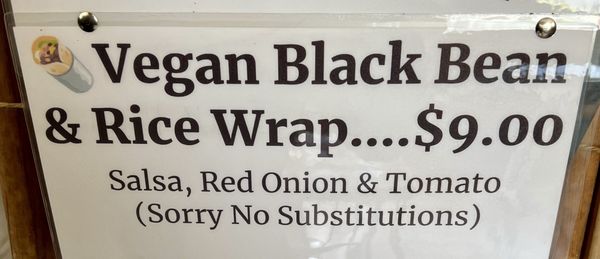 Vegan Black Bean
& Rice Wrap....$9.00
Salsa, Red Onion & Tomato
(Sorry No Substitutions)